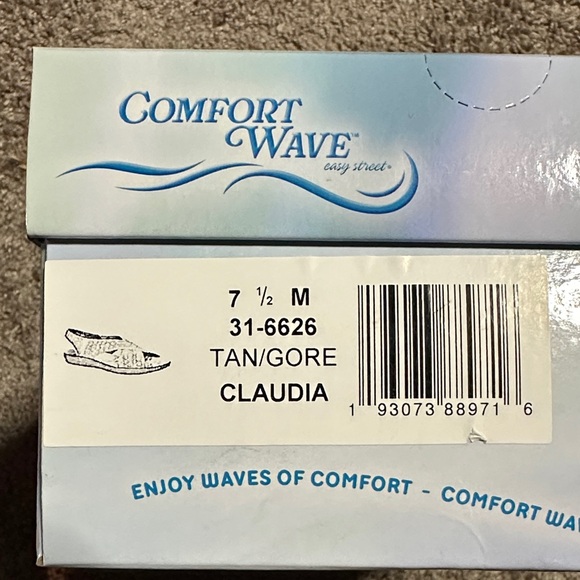 COMFORT
WAVE™
easy street®
7 ½ M
31-6626
TAN/GORE
CLAUDIA
1 93073 88971 6
ENJOY WAVES OF COMFORT - COMFORT WAV